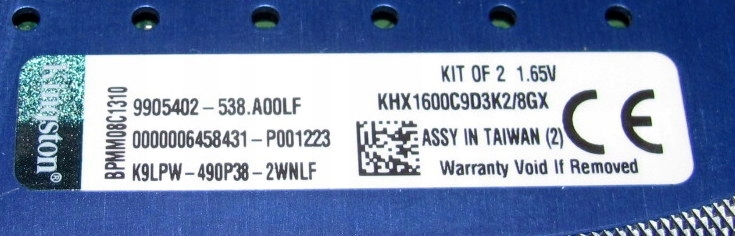 Kingston®
BPMM08C1310
9905402-538.A00LF
0000006458431-P001223
K9LPW-490P38-2WNLF
KIT OF 2 1.65V
KHX1600C9D3K2/8GX
ASSY IN TAIWAN (2)
Warranty Void If Removed
CE